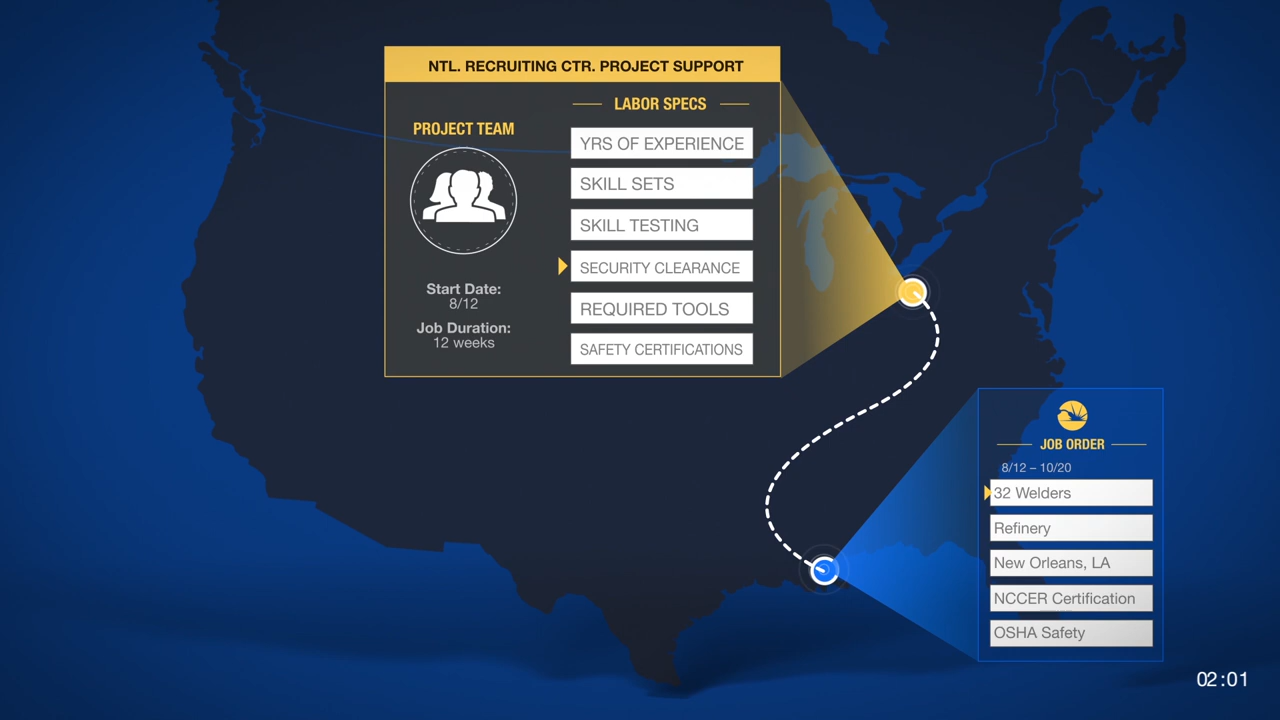 NTL. RECRUITING CTR. PROJECT SUPPORT
PROJECT TEAM
Start Date:
8/12
Job Duration:
12 weeks
LABOR SPECS
YRS OF EXPERIENCE
SKILL SETS
SKILL TESTING
SECURITY CLEARANCE
REQUIRED TOOLS
SAFETY CERTIFICATIONS
JOB ORDER
8/12 – 10/20
32 Welders
Refinery
New Orleans, LA
NCCER Certification
OSHA Safety
02:01